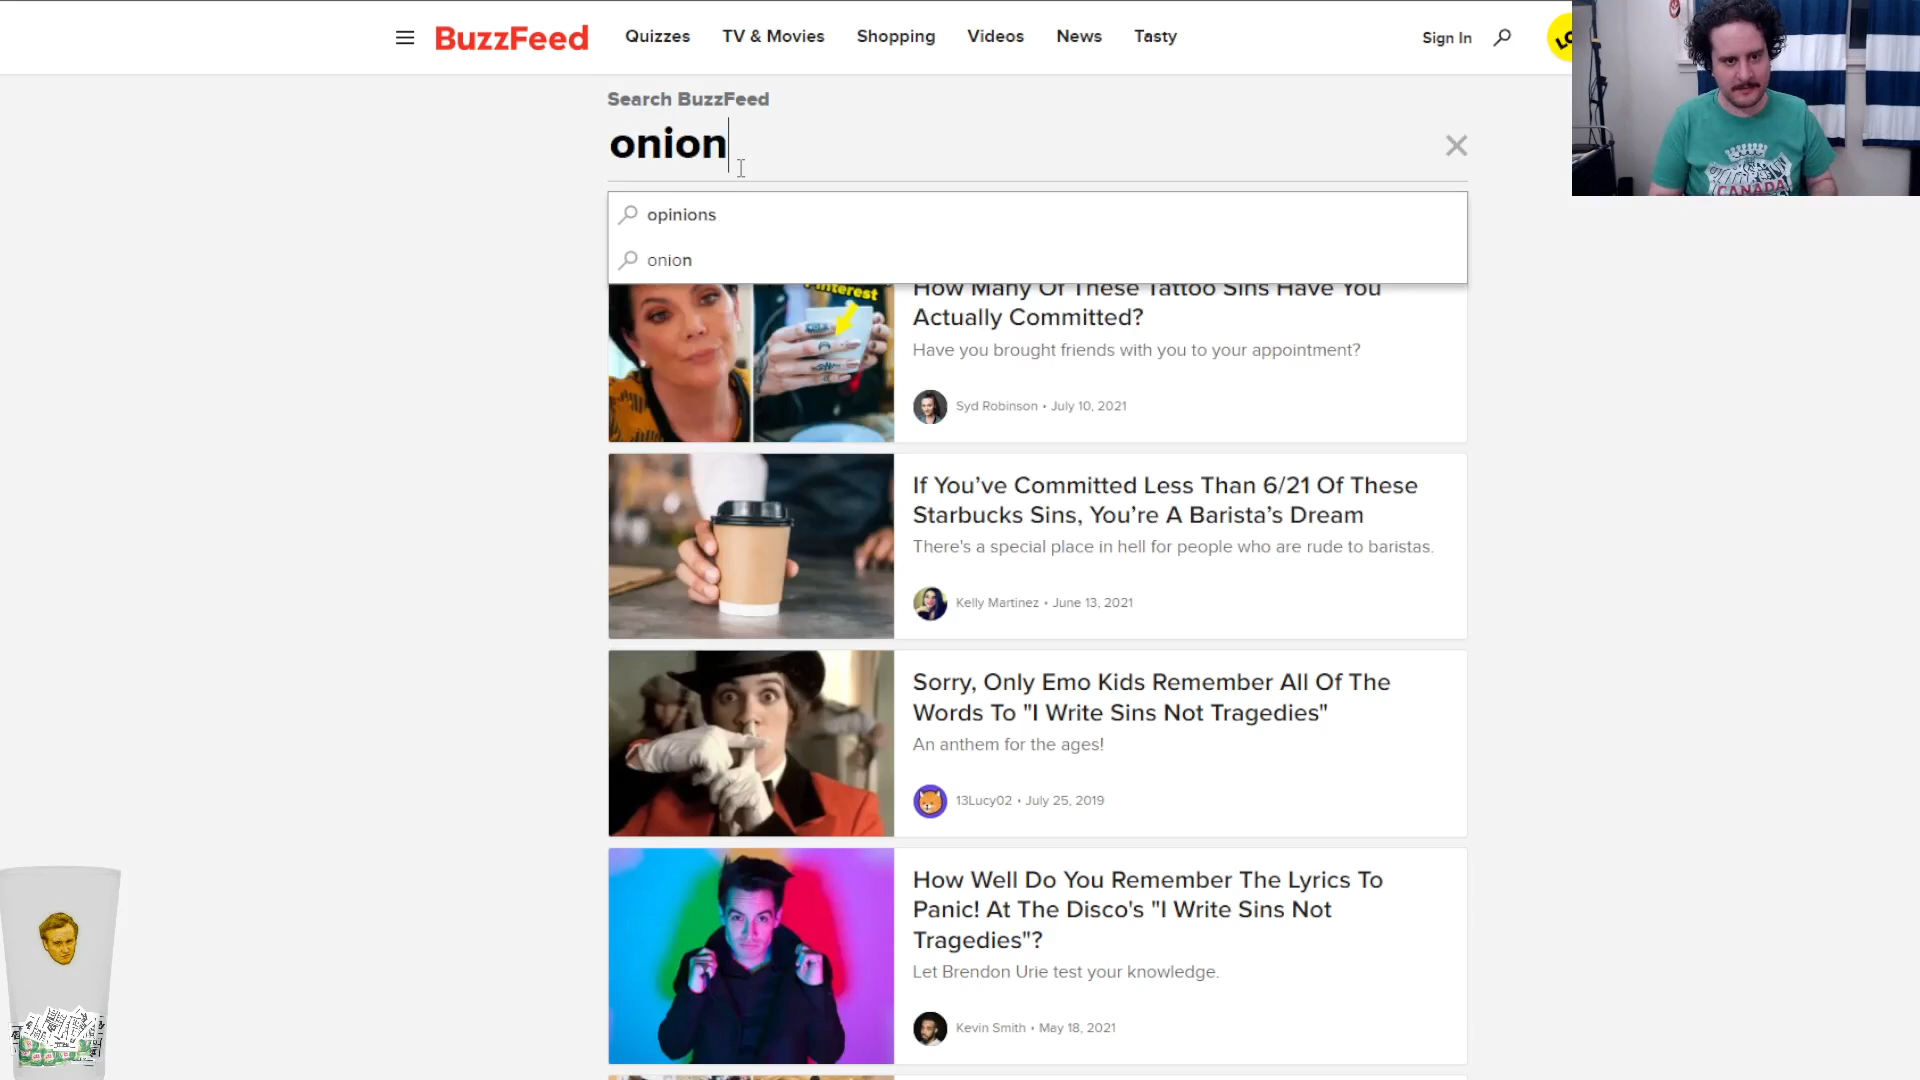 BuzzFeed
Quizzes
TV & Movies
Shopping
Videos
News
Tasty
Sign In
Search BuzzFeed
onion
opinions
onion
How Many Of These Tattoo Sins Have You
Actually Committed?
Have you brought friends with you to your appointment?
Syd Robinson • July 10, 2021
If You’ve Committed Less Than 6/21 Of These
Starbucks Sins, You’re A Barista’s Dream
There's a special place in hell for people who are rude to baristas.
Kelly Martinez • June 13, 2021
Sorry, Only Emo Kids Remember All Of The
Words To "I Write Sins Not Tragedies"
An anthem for the ages!
13Lucy02 • July 25, 2019
How Well Do You Remember The Lyrics To
Panic! At The Disco's "I Write Sins Not
Tragedies"?
Let Brendon Urie test your knowledge.
Kevin Smith • May 18, 2021
Pinterest
CANADA